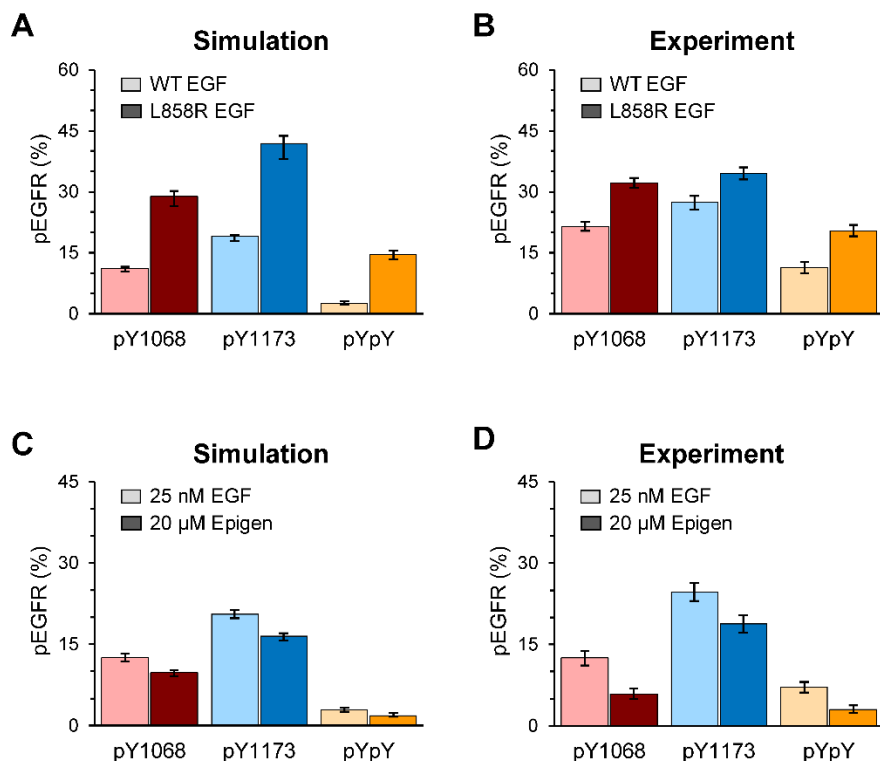 A
Simulation
pEGFR (%)
60
45
30
15
0
WT EGF
L858R EGF
pY1068 pY1173 pYpY
B
Experiment
pEGFR (%)
60
45
30
15
0
WT EGF
L858R EGF
pY1068 pY1173 pYpY
C
Simulation
pEGFR (%)
45
30
15
0
25 nM EGF
20 µM Epigen
pY1068 pY1173 pYpY
D
Experiment
pEGFR (%)
45
30
15
0
25 nM EGF
20 µM Epigen
pY1068 pY1173 pYpY